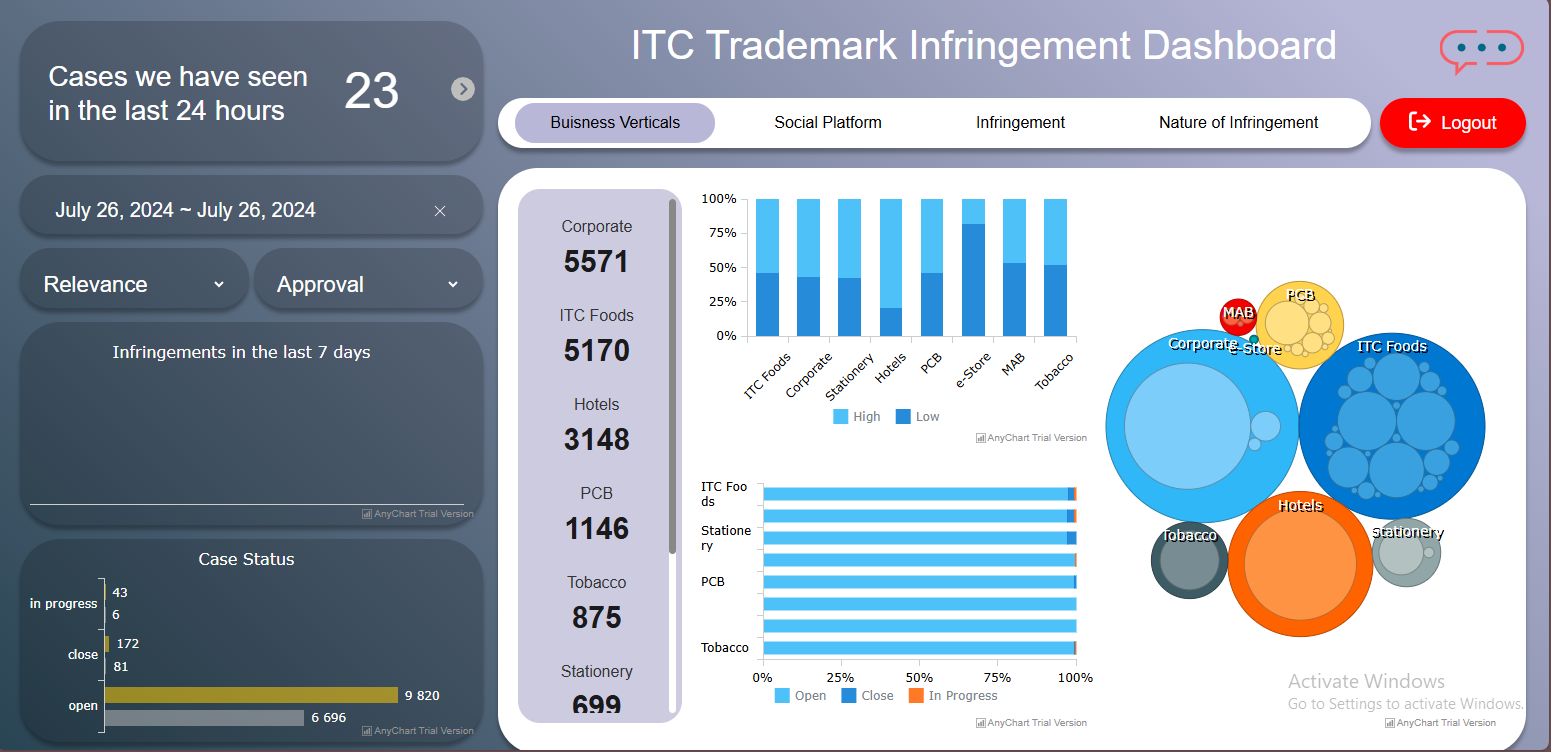 Cases we have seen
in the last 24 hours
23
July 26, 2024 ~ July 26, 2024
Relevance
Approval
Infringements in the last 7 days
AnyChart Trial Version
Case Status
in progress
43
6
close
172
81
open
9 820
6 696
AnyChart Trial Version
ITC Trademark Infringement Dashboard
Buisness Verticals
Social Platform
Infringement
Nature of Infringement
Logout
Corporate
5571
ITC Foods
5170
Hotels
3148
PCB
1146
Tobacco
875
Stationery
699
100%
75%
50%
25%
0%
ITC Foods
Corporate
Stationery
Hotels
PCB
e-Store
MAB
Tobacco
High
Low
AnyChart Trial Version
ITC Foo
ds
Statione
ry
PCB
Tobacco
0%
25%
50%
75%
100%
Open
Close
In Progress
AnyChart Trial Version
PCB
MAB
Corporate
e-Store
ITC Foods
Hotels
Tobacco
Stationery
Activate Windows
Go to Settings to activate Windows.
AnyChart Trial Version